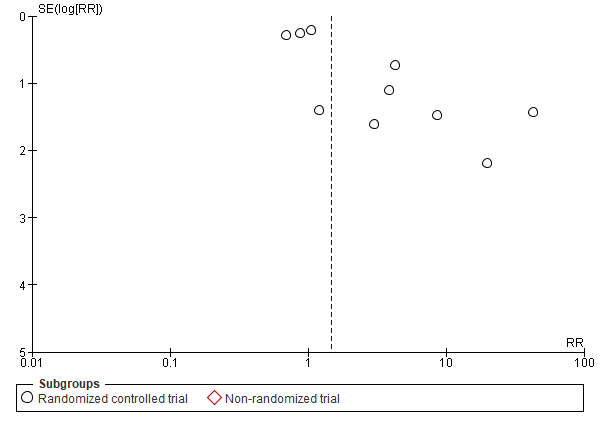 SE(log[RR])
0
1
2
3
4
5
RR
0.01 0.1 1 10 100
Subgroups
Randomized controlled trial Non-randomized trial